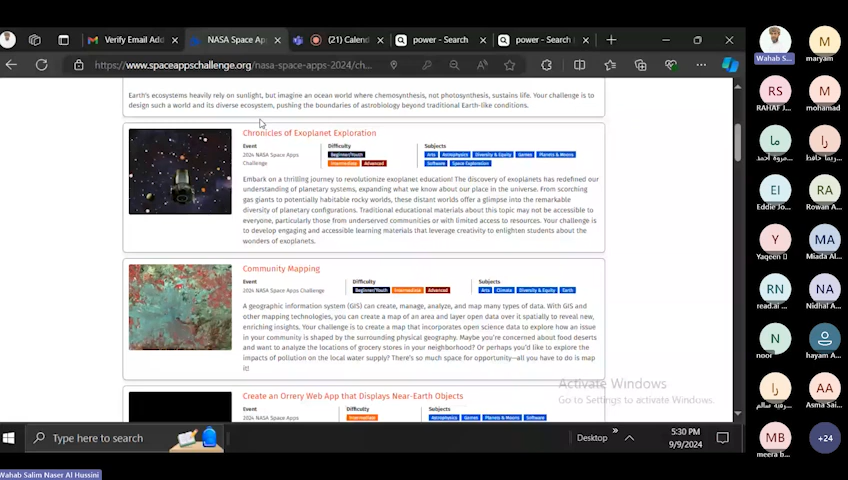 Verify Email Add
NASA Space Ap
(21) Calend
power - Search
power - Search
https://www.spaceappschallenge.org/nasa-space-apps-2024/ch...
Earth's ecosystems heavily rely on sunlight, but imagine an ocean world where chemosynthesis, not photosynthesis, sustains life. Your challenge is to
design such a world and its diverse ecosystem, pushing the boundaries of astrobiology beyond traditional Earth-like conditions.
Chronicles of Exoplanet Exploration
Event
2024 NASA Space Apps
Challenge
Difficulty
Beginner/Youth
Intermediate Advanced
Subjects
Arts Astrophysics Diversity & Equity Games Planets & Moons
Software Space Exploration
Embark on a thrilling journey to revolutionize exoplanet education! The discovery of exoplanets has redefined our
understanding of planetary systems, expanding what we know about our place in the universe. From scorching
gas giants to potentially habitable rocky worlds, these distant worlds offer a glimpse into the remarkable
diversity of planetary configurations. Traditional educational materials about this topic may not be accessible to
everyone, particularly those from underserved communities or with limited access to resources. Your challenge is
to develop engaging and accessible learning materials that leverage creativity to enlighten students about the
wonders of exoplanets.
Community Mapping
Event
2024 NASA Space Apps Challenge
Difficulty
Beginner/Youth Intermediate Advanced
Subjects
Arts Climate Diversity & Equity Earth
A geographic information system (GIS) can create, manage, analyze, and map many types of data. With GIS and
other mapping technologies, you can create a map of an area and layer open data over it spatially to reveal new,
enriching insights. Your challenge is to create a map that incorporates open science data to explore how an issue
in your community is shaped by the surrounding physical geography. Maybe you're concerned about food deserts
and want to analyze the locations of grocery stores in your neighborhood? Or perhaps you'd like to explore the
impacts of pollution on the local water supply? There's so much space for opportunity—all you have to do is map
it!
Create an Orrery Web App that Displays Near-Earth Objects
Event
2024 NASA Space Apps
Difficulty
Intermediate
Subjects
Astrophysics Games Planets & Moons Software
Activate Windows
Go to Settings to activate Windows.
Type here to search
Desktop
5:30 PM
9/9/2024
Wahab Salim Naser Al Hussini
Wahab S...
M
maryam
RS
RAHAF J...
M
mohamad
ما
مروة احمد
را
رينا حافظ
EI
Eddie Jo...
RA
Rowan A...
Y
Yaqeen
MA
Miada Al...
RN
read.ai ...
NA
Nidhal A...
N
noor
hayam A...
را
رقية سالم
AA
Asma Sai...
MB
meera b...
+24